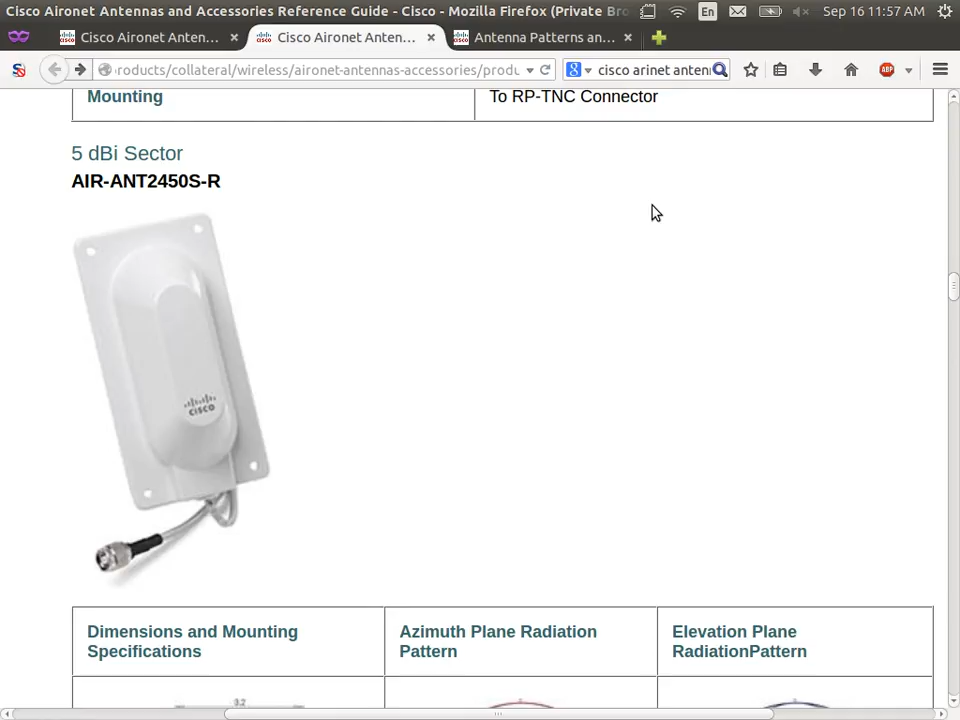 Cisco Aironet Antennas and Accessories Reference Guide - Cisco - Mozilla Firefox (Private Bro
En
Sep 16 11:57 AM
Cisco Aironet Anten...
Cisco Aironet Anten...
Antenna Patterns an...
roducts/collateral/wireless/aironet-antennas-accessories/produ
cisco arinet anten
ABP
Mounting
To RP-TNC Connector
5 dBi Sector
AIR-ANT2450S-R
CISCO
Dimensions and Mounting Specifications
Azimuth Plane Radiation Pattern
Elevation Plane RadiationPattern
3.2